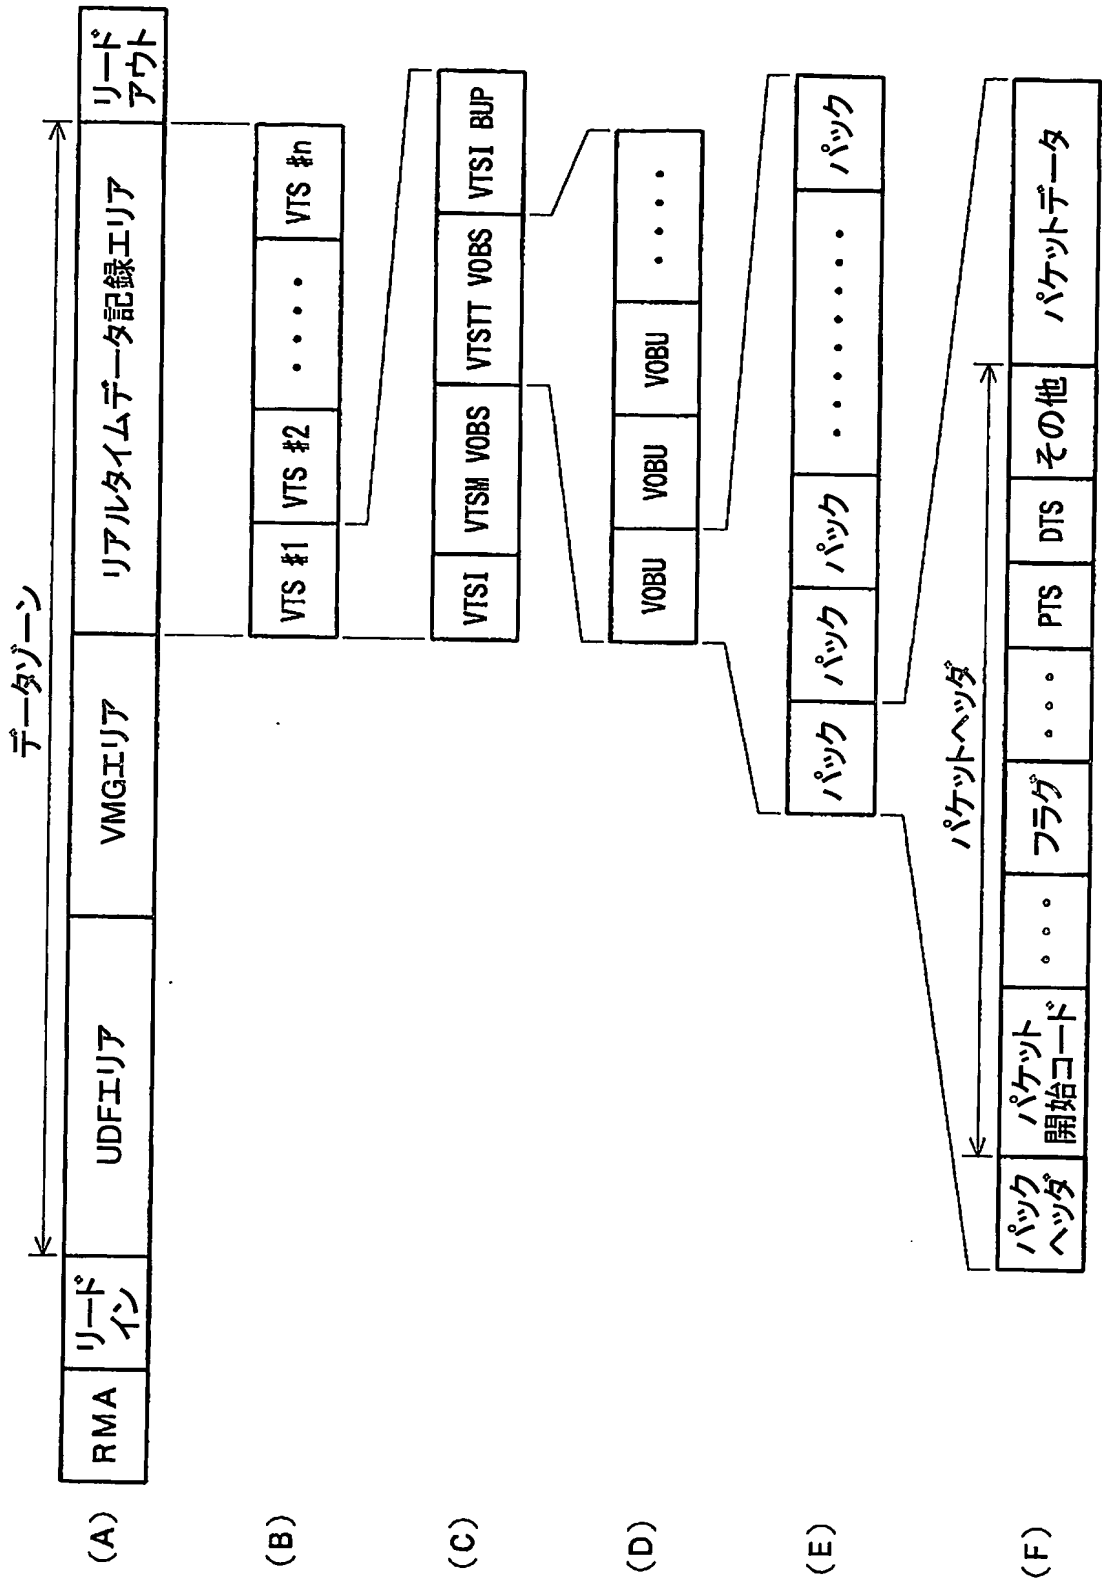 データゾーン
(A)
RMA
リード
イン
UDFエリア
VMGエリア
リアルタイムデータ記録エリア
リード
アウト
(B)
VTS #1
VTS #2
・・・・
VTS #n
(C)
VTSI
VTSM VOBS
VTSTT VOBS
VTSI BUP
(D)
VOBU
VOBU
VOBU
・・・・
(E)
パック
パック
パック
・・・・・・・・
パック
パケットヘッダ
(F)
パック
ヘッダ
パケット
開始コード
。。。
フラグ
。。。
PTS
DTS
その他
パケットデータ